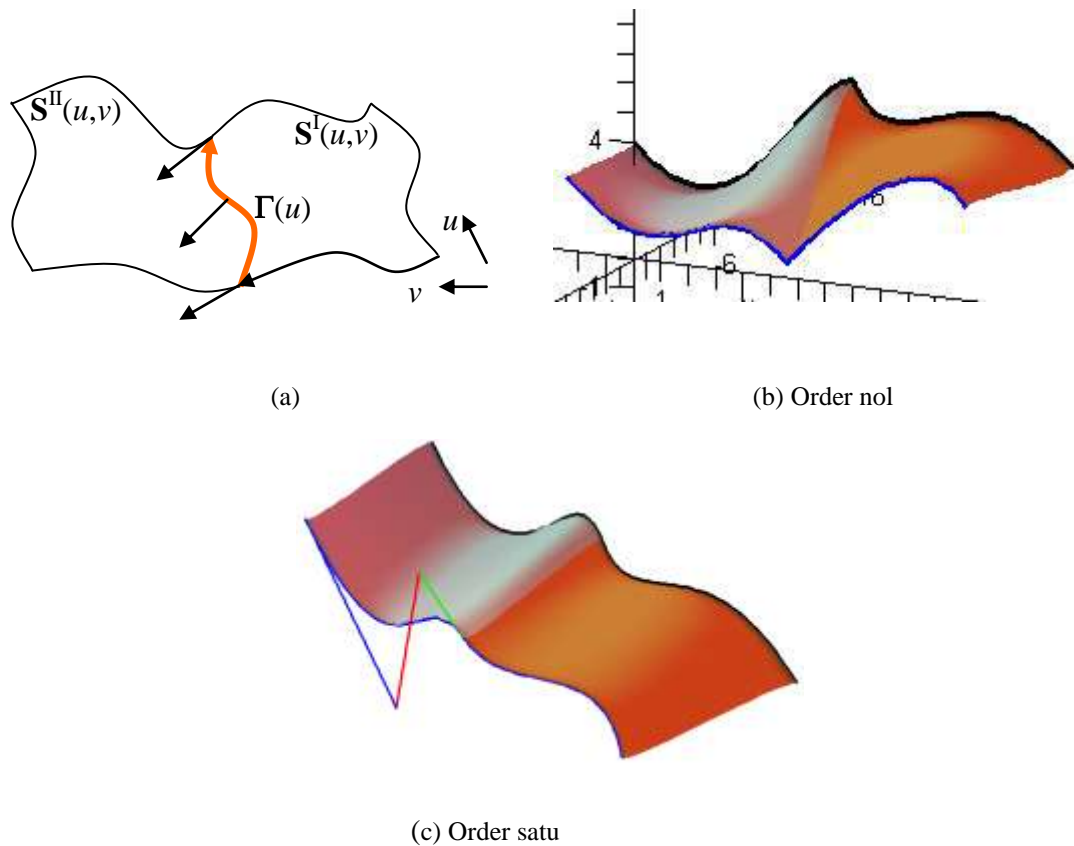 S^II(u,v)
S^I(u,v)
Γ(u)
u
v
4
6
1
(a)
(b) Order nol
(c) Order satu